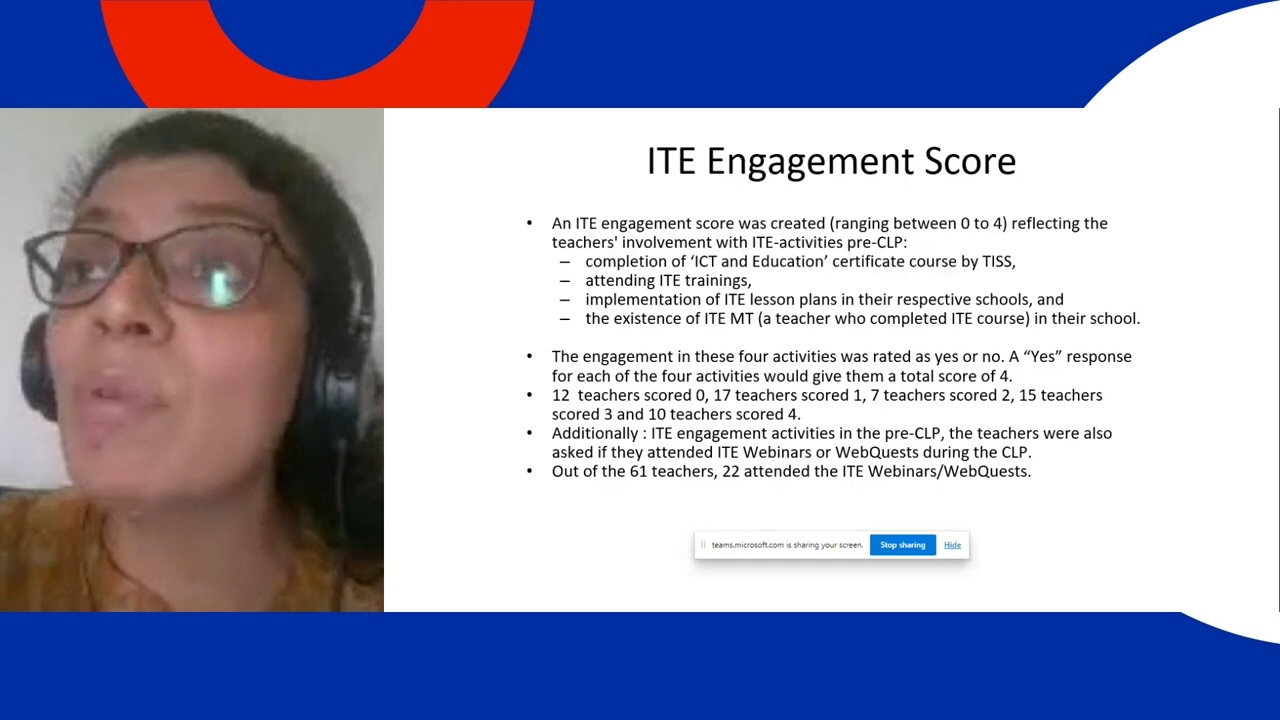 ITE Engagement Score
• An ITE engagement score was created (ranging between 0 to 4) reflecting the
teachers' involvement with ITE-activities pre-CLP:
– completion of ‘ICT and Education’ certificate course by TISS,
– attending ITE trainings,
– implementation of ITE lesson plans in their respective schools, and
– the existence of ITE MT (a teacher who completed ITE course) in their school.
• The engagement in these four activities was rated as yes or no. A “Yes” response
for each of the four activities would give them a total score of 4.
• 12 teachers scored 0, 17 teachers scored 1, 7 teachers scored 2, 15 teachers
scored 3 and 10 teachers scored 4.
• Additionally : ITE engagement activities in the pre-CLP, the teachers were also
asked if they attended ITE Webinars or WebQuests during the CLP.
• Out of the 61 teachers, 22 attended the ITE Webinars/WebQuests.
teams.microsoft.com is sharing your screen. Stop sharing Hide